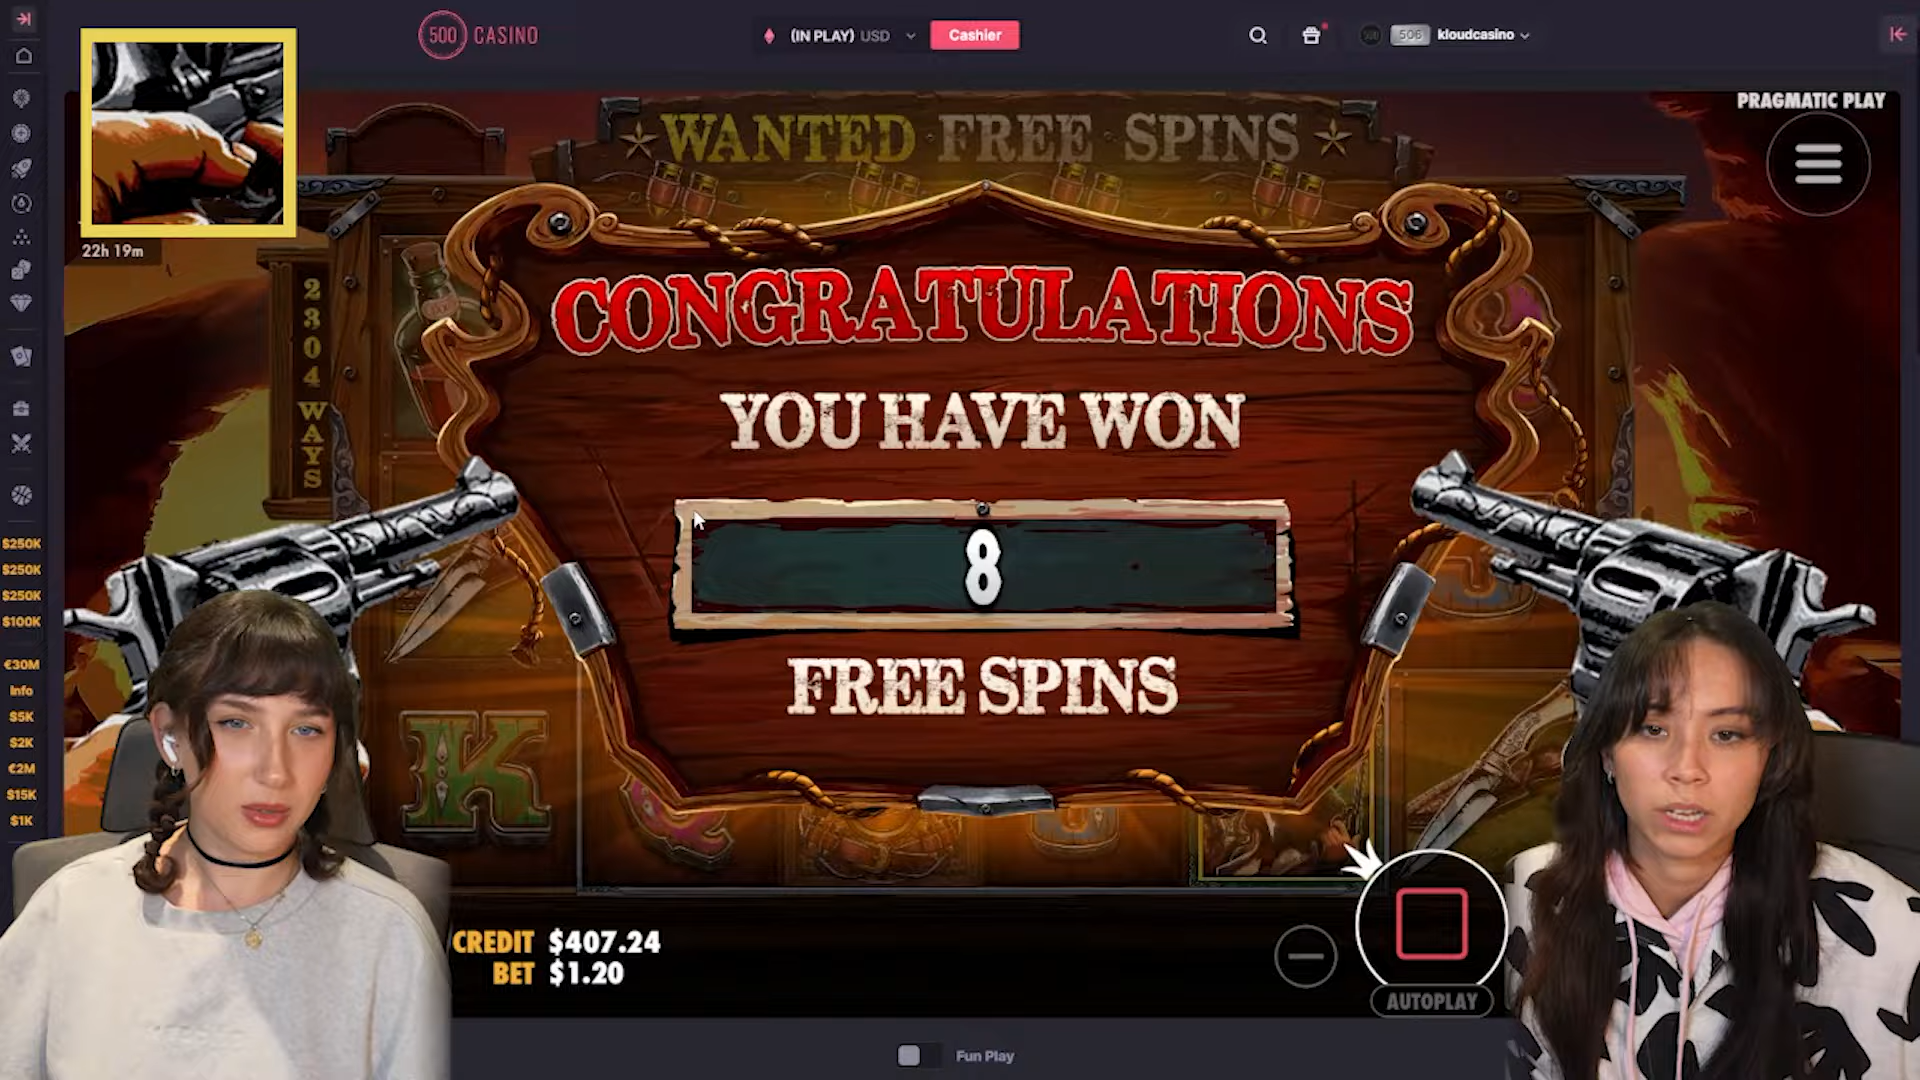 500 CASINO
(IN PLAY) USD
Cashier
506
kloudcasino
PRAGMATIC PLAY
WANTED FREE SPINS
22h 19m
2304 WAYS
CONGRATULATIONS
YOU HAVE WON
8
FREE SPINS
$250K
$250K
$250K
$100K
€30M
Info
$5K
$2K
€2M
$15K
$1K
K
CREDIT $407.24
BET $1.20
AUTOPLAY
Fun Play